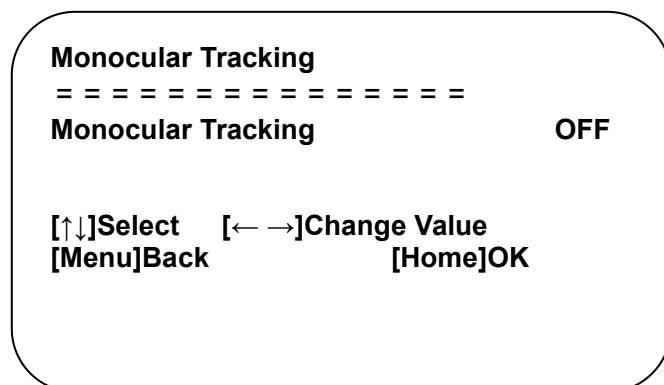 Monocular Tracking
= = = = = = = = = = = = = = =
Monocular Tracking OFF
[↑↓]Select [← →]Change Value
[Menu]Back [Home]OK